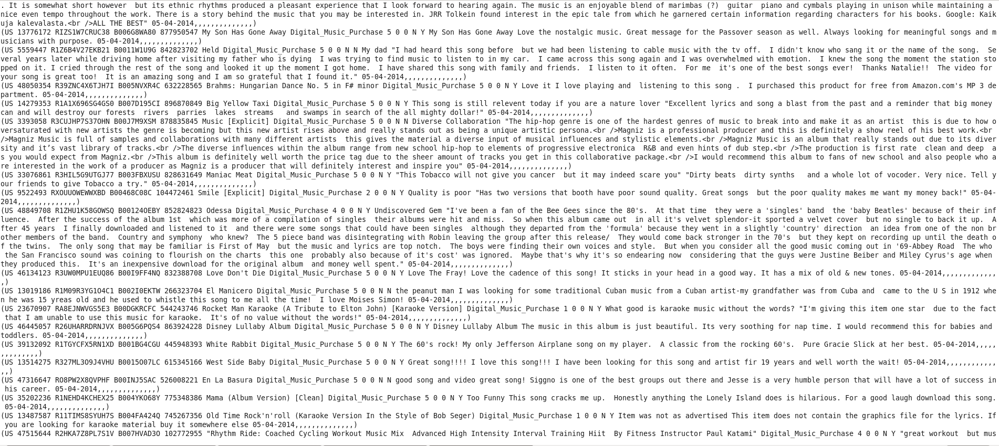 It is somewhat short however  but its ethnic rhythms produced a pleasant experience that I look forward to hearing again. The music is an enjoyable blend of marimbas (?)  guitar  piano and cymbals playing in unison while maintaining a
nice even tempo throughout the work. There is a story behind the music that you may be interested in. JRR Tolkein found interest in the epic tale from which he garnered certain information regarding characters for his books. Google: Kaik
uja kalevalasta.<br />ALL THE BEST" 05-04-2014,,,,,,,,,,,,,,)
(US 13776172 RIZS1W7CRUC38 B006G8WA80 877950547 My Son Has Gone Away Digital_Music_Purchase 5 0 0 N Y My Son Has Gone Away Love the nostalgic music. Great message for the Passover season as well. Always looking for meaningful songs and m
usicians with purpose. 05-04-2014,,,,,,,,,,,,,,)
(US 5559447 R1Z6B4V27EKB21 B0011W1U9G 842823702 Held Digital_Music_Purchase 5 0 0 N N My dad "I had heard this song before  but we had been listening to cable music with the tv off.  I didn't know who sang it or the name of the song.  Se
veral years later while driving home after visiting my father who is dying  I was trying to find music to listen to in my car.  I came across this song again and I was overwhelmed with emotion.  I knew the song the moment the station sto
pped on it. I cried through the rest of the song and looked it up the moment I got home.  I have shared this song with family and friends.  I listen to it often.  For me  it's one of the best songs ever!  Thanks Natalie!!  The video for
your song is great too!  It is an amazing song and I am so grateful that I found it." 05-04-2014,,,,,,,,,,,,,,)
(US 48050354 R39ZNC4X6TJH7I B005NVXR4C 632228565 Brahms: Hungarian Dance No. 5 in F# minor Digital_Music_Purchase 5 0 0 N Y Love it I love playing and  listening to this song .  I purchased this product for free from Amazon.com's MP 3 de
partment. 05-04-2014,,,,,,,,,,,,,,)
(US 14279353 R1A1X696SG4GS0 B007D195CI 896870849 Big Yellow Taxi Digital_Music_Purchase 5 0 0 N Y This song is still relevent today if you are a nature lover "Excellent lyrics and song a blast from the past and a reminder that big money
can and will destroy our forests  rivers  parries  lakes  streams   and swamps in search of the all mighty dollar!" 05-04-2014,,,,,,,,,,,,,,)
(US 3393058 R3CUJHP7S37OHN B00J7M9XSM 878835845 Music [Explicit] Digital_Music_Purchase 5 0 0 N N Diverse Collaboration "The hip-hop genre is one of the hardest genres of music to break into and make it as an artist  this is due to how o
versaturated with new artists the genre is becoming but this new artist rises above and really stands out as being a unique artistic persona.<br />Magniz is a professional producer and this is definitely a show reel of his best work.<br
/>Magniz Music is full of samples and collaborations with many different artists  this gives the material a diverse input of musical influences and stylistic elements.<br />Magniz Music is an album that really stands out due to its diver
sity and it’s vast library of tracks.<br />The diverse influences within the album range from new school hip-hop to elements of progressive electronica  R&B and even hints of dub step.<br />The production is first rate  clean and deep  a
s you would expect from Magniz.<br />This album is definitely well worth the price tag due to the sheer amount of tracks you get in this collaborative package.<br />I would recommend this album to fans of new school and also people who a
re interested in the work of a producer as Magniz is a producer that will definitely interest and inspire you" 05-04-2014,,,,,,,,,,,,,,)
(US 33076861 R3HIL5G9UTGJ77 B003FBXUSU 828631649 Maniac Meat Digital_Music_Purchase 5 0 0 N Y "This Tobacco will not give you cancer  but it may indeed scare you" "Dirty beats  dirty synths   and a whole lot of vocoder. Very nice. Tell y
our friends to give Tobacco a try." 05-04-2014,,,,,,,,,,,,,,)
(US 9522493 RXOUUOWEWWXBD B00468C08C 104472461 Smile [Explicit] Digital_Music_Purchase 2 0 0 N Y Quality is poor "Has two versions that booth have poor sound quality. Great songs  but the poor quality makes me want my money back!" 05-04-
2014,,,,,,,,,,,,,,)
(US 48849708 R1ZHU1K58GOWSQ B00124OEBY 852824823 Odessa Digital_Music_Purchase 4 0 0 N Y Undiscovered Gem "I've been a fan of the Bee Gees since the 80's.  At that time  they were a 'singles' band  the 'baby Beatles' because of their inf
luence.  After the success of the album 1st  which was more of a compilation of singles  their albums were hit and miss.  So when this album came out  in all it's velvet splendor-it sported a velvet cover  but no single to back it up.  A
fter 45 years  I finally downloaded and listened to it  and there were some songs that could have been singles  although they departed from the 'formula' because they went in a slightly 'country' direction  an idea from one of the non br
other members of the band.  Country and symphony  who knew?  The 5 piece band was disintegrating with Robin leaving the group after this release/  They would come back stronger in the 70's  but they kept on recording up until the death o
f the twins.  The only song that may be familiar is First of May  but the music and lyrics are top notch.  The boys were finding their own voices and style.  But when you consider all the good music coming out in '69-Abbey Road  The who
 the San Francisco sound was coining to flourish on the charts  this one  probably also because of it's cost' was ignored.  Maybe that's why it's so endearing now  considering that the guys were Justine Beiber and Miley Cyrus's age when
they produced this.  It's an inexpensive download for the original album  and money well spent." 05-04-2014,,,,,,,,,,,,,,)
(US 46134123 R3UW0MPU1EUQ86 B00I9FF4NQ 832388708 Love Don't Die Digital_Music_Purchase 5 0 0 N Y Love The Fray! Love the cadence of this song! It sticks in your head in a good way. It has a mix of old & new tones. 05-04-2014,,,,,,,,,,,,,
,)
(US 13019186 R1M09R3YG1O4C1 B002I0EKTW 266323704 El Manicero Digital_Music_Purchase 5 0 0 N N the peanut man I was looking for some traditional Cuban music from a Cuban artist-my grandfather was from Cuba and  came to the U S in 1912 whe
n he was 15 yreas old and he used to whistle this song to me all the time!  I love Moises Simon! 05-04-2014,,,,,,,,,,,,,,)
(US 23670907 RA8EJNWVGS5E3 B00DGKRCFC 544243746 Rocket Man Karaoke (A Tribute to Elton John) [Karaoke Version] Digital_Music_Purchase 1 0 0 N Y What good is karaoke music without the words? "I'm giving this item one star  due to the fact
 that I am unable to use this music for karaoke.  It's of no value without the words!" 05-04-2014,,,,,,,,,,,,,,)
(US 46445057 R26UHARRDRNJVX B005G6PQS4 863924228 Disney Lullaby Album Digital_Music_Purchase 5 0 0 N Y Disney Lullaby Album The music in this album is just beautiful. Its very soothing for nap time. I would recommend this for babies and
toddlers. 05-04-2014,,,,,,,,,,,,,,)
(US 39132092 R1TGYCFX5RN1XD B001BG4CGU 445948393 White Rabbit Digital_Music_Purchase 5 0 0 N Y The 60's rock! My only Jefferson Airplane song on my player.  A classic from the rocking 60's.  Pure Gracie Slick at her best. 05-04-2014,,,,,
,,,,,,,,,)
(US 13514275 R327ML3O9J4VHU B0015O07LC 615345166 West Side Baby Digital_Music_Purchase 5 0 0 N Y Great song!!!! I love this song!!! I have been looking for this song and artist fir 19 years and well worth the wait! 05-04-2014,,,,,,,,,,,,
,,)
(US 47316647 RO8PW2X8QVPHF B00INJ5SAC 526008221 En La Basura Digital_Music_Purchase 5 0 0 N N good song and video great song! Siggno is one of the best groups out there and Jesse is a very humble person that will have a lot of success in
 his career. 05-04-2014,,,,,,,,,,,,,,)
(US 35202236 R1NEHD4KCHEX25 B004YKO68Y 775348386 Mama (Album Version) [Clean] Digital_Music_Purchase 5 0 0 N Y Too Funny This song cracks me up.  Honestly anything the Lonely Island does is hilarious. For a good laugh download this song.
 05-04-2014,,,,,,,,,,,,,,)
(US 13487587 R11TIMS8SYUH7S B004FA424Q 745267356 Old Time Rock'n'roll (Karaoke Version In the Style of Bob Seger) Digital_Music_Purchase 1 0 0 N Y Item was not as advertised This item does not contain the graphics file for the lyrics. If
 you are looking for karaoke material buy it somewhere else 05-04-2014,,,,,,,,,,,,,,)
(US 47515644 R2HKA7Z8PL7S1V B007HVAD3O 102772955 "Rhythm Ride: Coached Cycling Workout Music Mix  Advanced High Intensity Interval Training Hiit  By Fitness Instructor Paul Katami" Digital_Music_Purchase 4 0 0 N Y "great workout  but mus